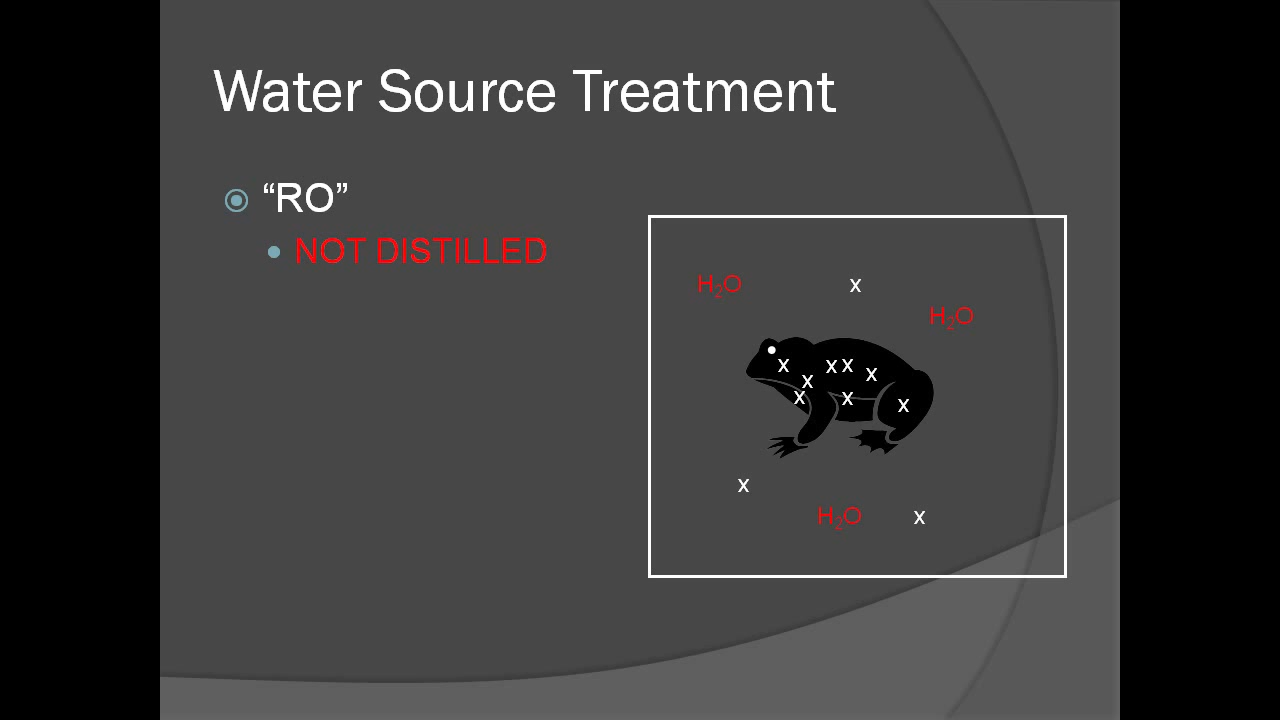 Water Source Treatment
“RO”
NOT DISTILLED
H₂O x
H₂O
x x x x
x
x x x
x
H₂O x